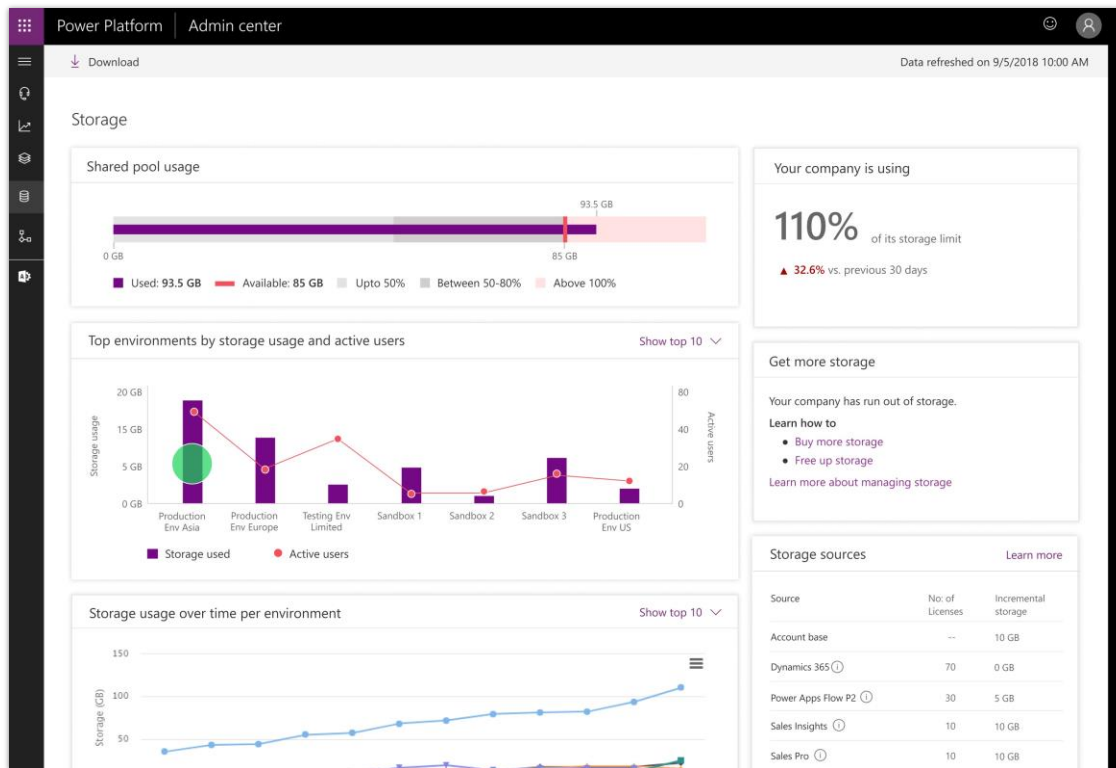 Power Platform Admin center
Download
Data refreshed on 9/5/2018 10:00 AM
Storage
Shared pool usage
93.5 GB
0 GB
85 GB
Used: 93.5 GB
Available: 85 GB
Upto 50%
Between 50-80%
Above 100%
Your company is using
110% of its storage limit
32.6% vs. previous 30 days
Top environments by storage usage and active users
Show top 10
20 GB
15 GB
5 GB
0 GB
Storage usage
80
40
20
0
Active users
Production Env Asia
Production Env Europe
Testing Env Limited
Sandbox 1
Sandbox 2
Sandbox 3
Production Env US
Storage used
Active users
Get more storage
Your company has run out of storage.
Learn how to
Buy more storage
Free up storage
Learn more about managing storage
Storage usage over time per environment
Show top 10
150
100
50
Storage (GB)
Storage sources
Learn more
Source No: of Licenses Incremental storage
Account base -- 10 GB
Dynamics 365 70 0 GB
Power Apps Flow P2 30 5 GB
Sales Insights 10 10 GB
Sales Pro 10 10 GB